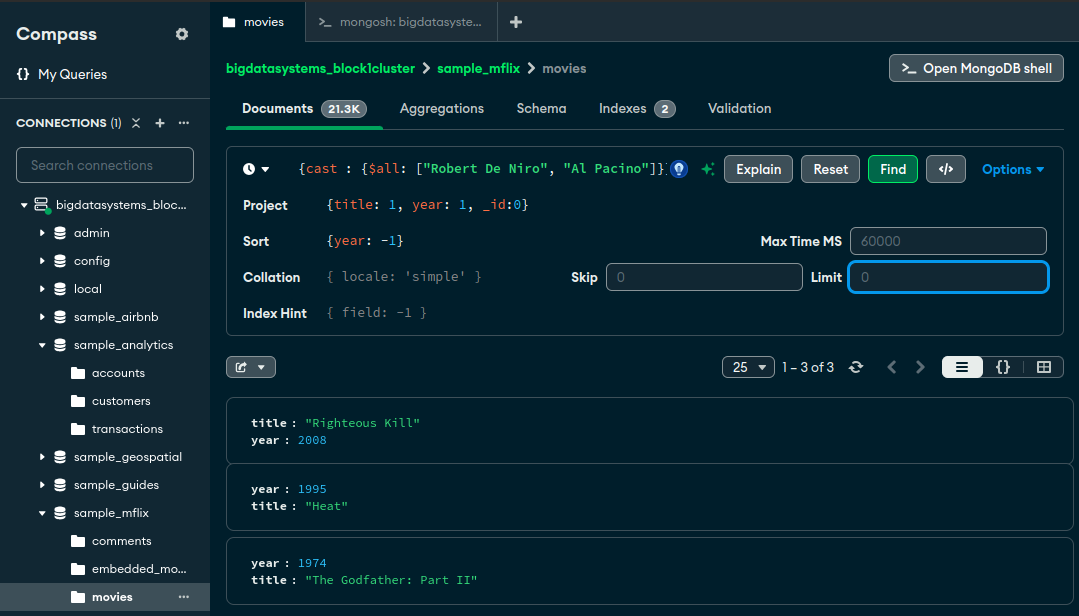 Compass
My Queries
CONNECTIONS (1)
Search connections
bigdatasystems_bloc...
admin
config
local
sample_airbnb
sample_analytics
accounts
customers
transactions
sample_geospatial
sample_guides
sample_mflix
comments
embedded_mo...
movies
movies
mongosh: bigdatasyste...
bigdatasystems_block1cluster > sample_mflix > movies
>_ Open MongoDB shell
Documents 21.3K Aggregations Schema Indexes 2 Validation
{cast : {$all: ["Robert De Niro", "Al Pacino"]}} Explain Reset Find </> Options
Project {title: 1, year: 1, _id:0}
Sort {year: -1} Max Time MS 60000
Collation { locale: 'simple' } Skip 0 Limit 0
Index Hint { field: -1 }
25 1 – 3 of 3 {}
title : "Righteous Kill"
year : 2008
year : 1995
title : "Heat"
year : 1974
title : "The Godfather: Part II"